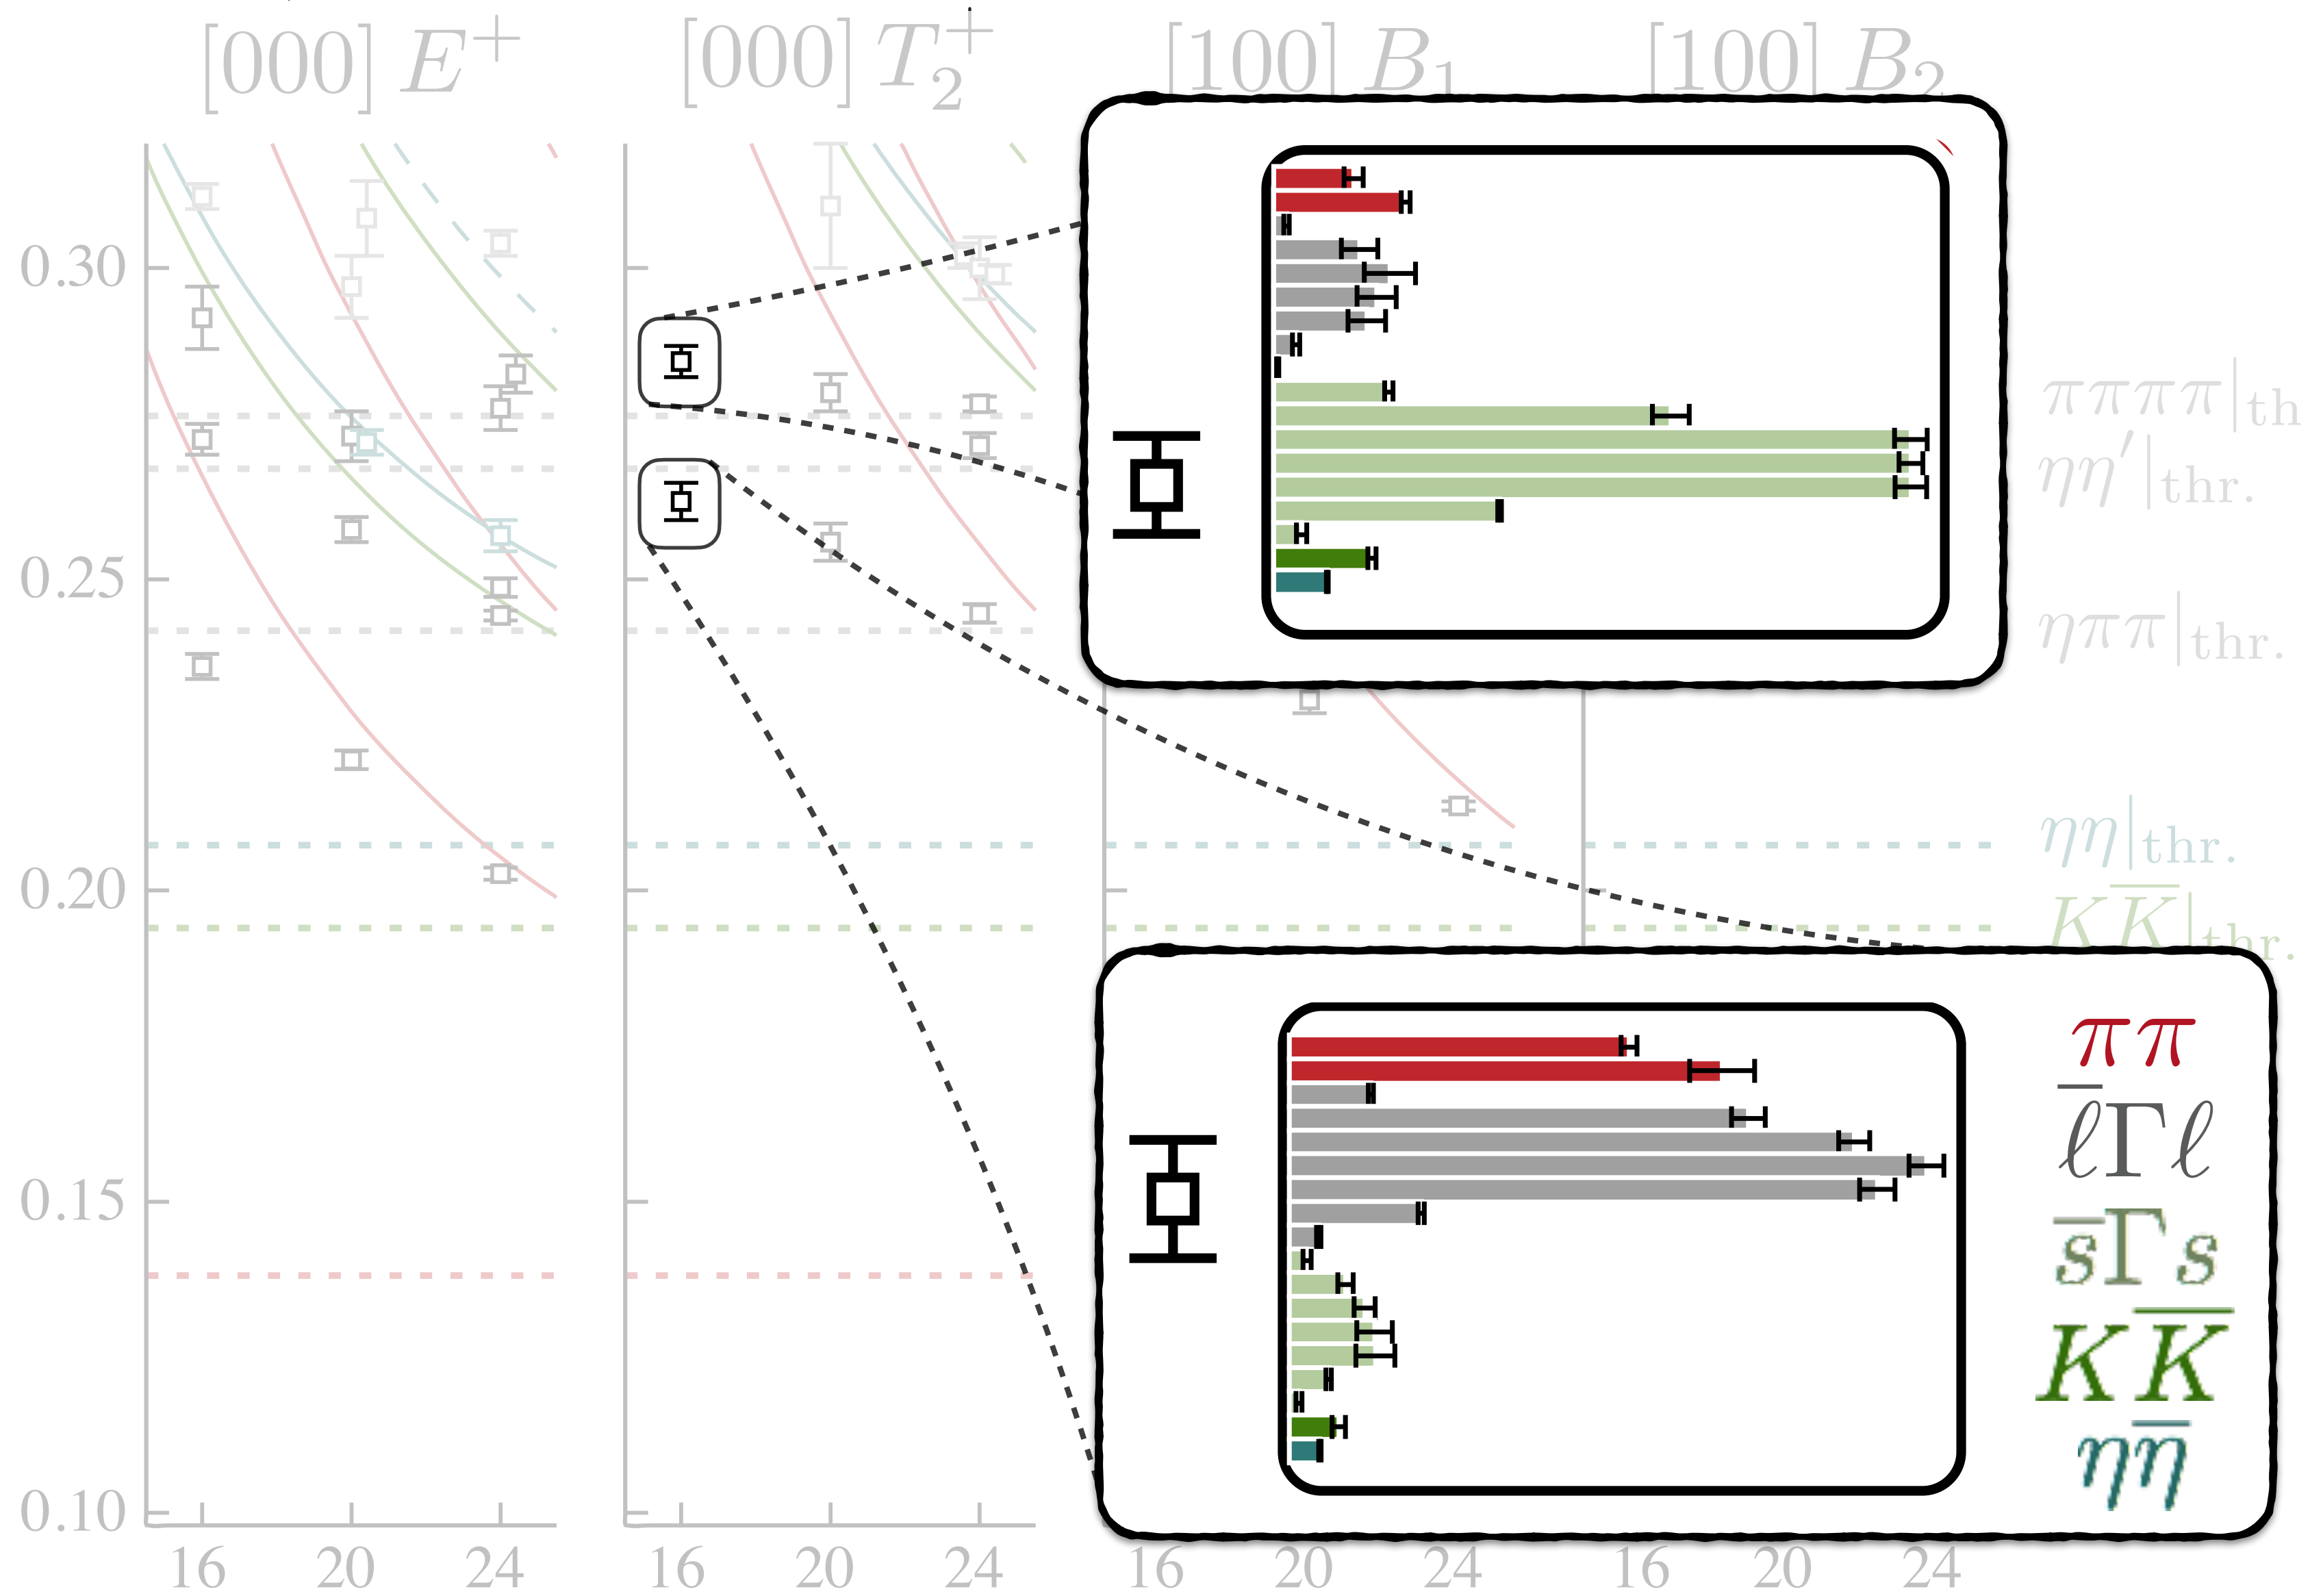 [000] E⁺
[000] T₂⁺
[100] B₁
[100] B₂
0.30
0.25
0.20
0.15
0.10
16 20 24
16 20 24
16 20 24
16 20 24
ππππ|th
ηη′|thr.
ηππ|thr.
ηη|thr.
KK̅|thr.
ππ
ℓ̅Γℓ
s̅Γs
KK̅
ηη̅